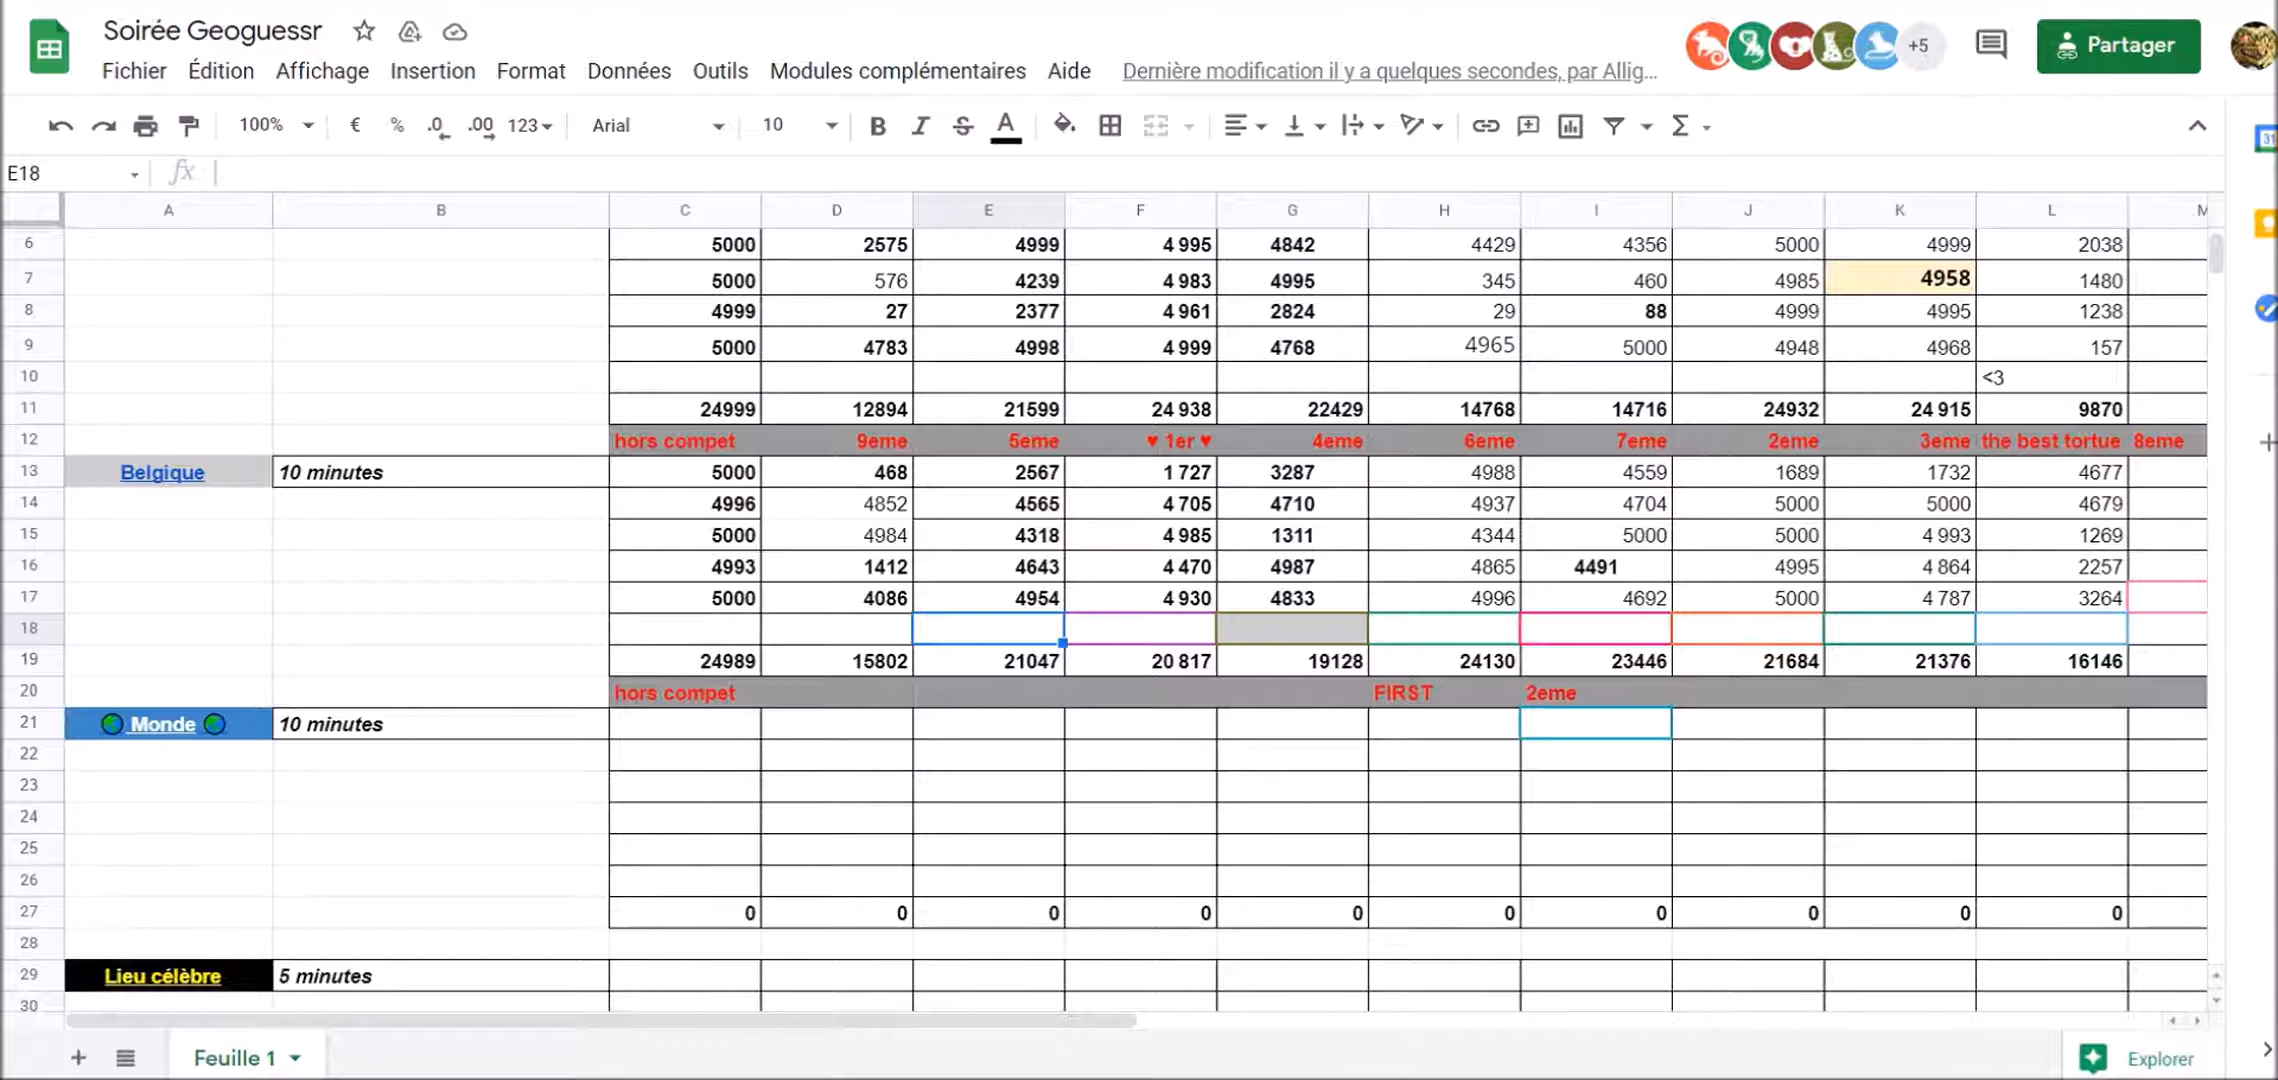 Soirée Geoguessr
+5
Partager
Fichier Édition Affichage Insertion Format Données Outils Modules complémentaires Aide Dernière modification il y a quelques secondes, par Allig...
100% € % .0 .00 123 Arial 10 B I S A Σ
31
E18 fx
A B C D E F G H I J K L M
6 5000 2575 4999 4 995 4842 4429 4356 5000 4999 2038
7 5000 576 4239 4 983 4995 345 460 4985 4958 1480
8 4999 27 2377 4 961 2824 29 88 4999 4995 1238
9 5000 4783 4998 4 999 4768 4965 5000 4948 4968 157
10 <3
11 24999 12894 21599 24 938 22429 14768 14716 24932 24 915 9870
12 hors compet 9eme 5eme ♥ 1er ♥ 4eme 6eme 7eme 2eme 3eme the best tortue 8eme
13 Belgique 10 minutes 5000 468 2567 1 727 3287 4988 4559 1689 1732 4677
14 4996 4852 4565 4 705 4710 4937 4704 5000 5000 4679
15 5000 4984 4318 4 985 1311 4344 5000 5000 4 993 1269
16 4993 1412 4643 4 470 4987 4865 4491 4995 4 864 2257
17 5000 4086 4954 4 930 4833 4996 4692 5000 4 787 3264
18
19 24989 15802 21047 20 817 19128 24130 23446 21684 21376 16146
20 hors compet FIRST 2eme
21 Monde 10 minutes
22
23
24
25
26
27 0 0 0 0 0 0 0 0 0 0
28
29 Lieu célèbre 5 minutes
30
Feuille 1
Explorer